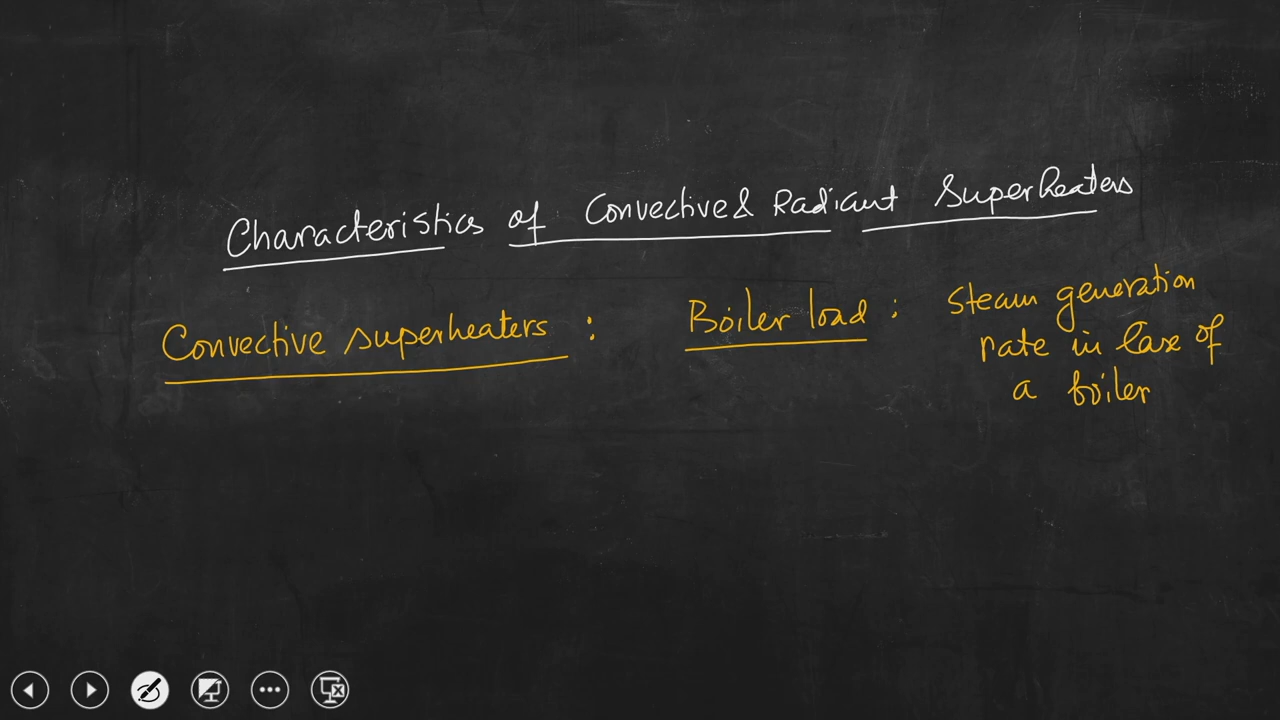 Characteristics of Convective & Radiant Superheaters
Convective superheaters :
Boiler load : Steam generation
rate in case of
a boiler